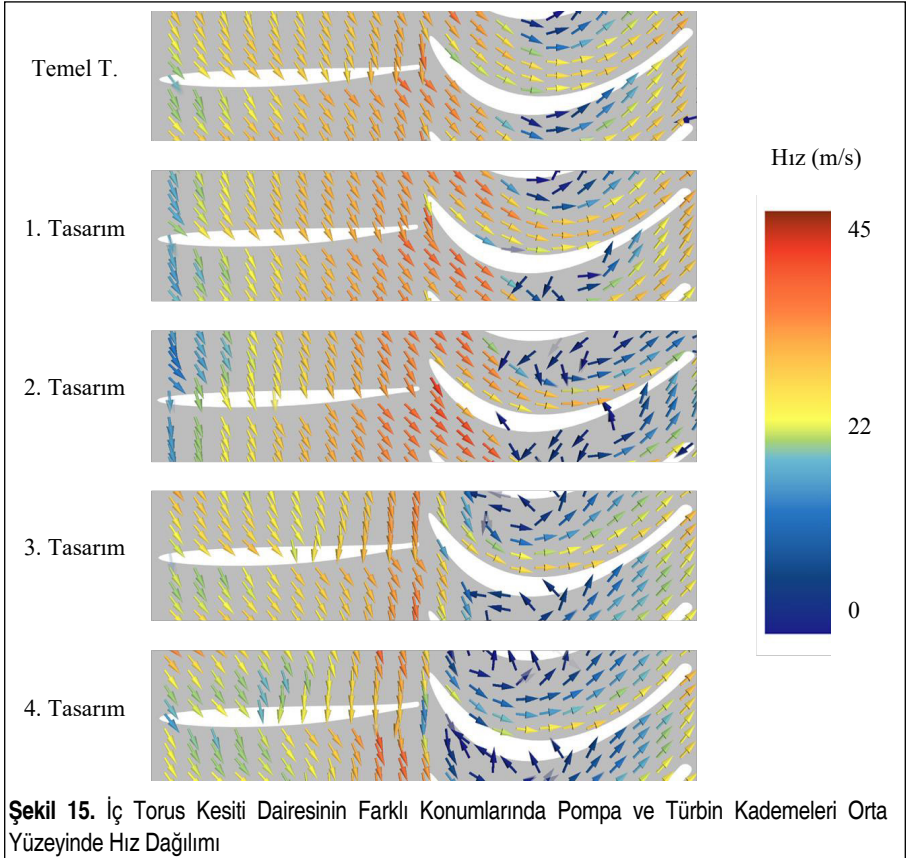 Temel T.
1. Tasarım
2. Tasarım
3. Tasarım
4. Tasarım
Hız (m/s)
45
22
0
Şekil 15. İç Torus Kesiti Dairesinin Farklı Konumlarında Pompa ve Türbin Kademeleri Orta
Yüzeyinde Hız Dağılımı